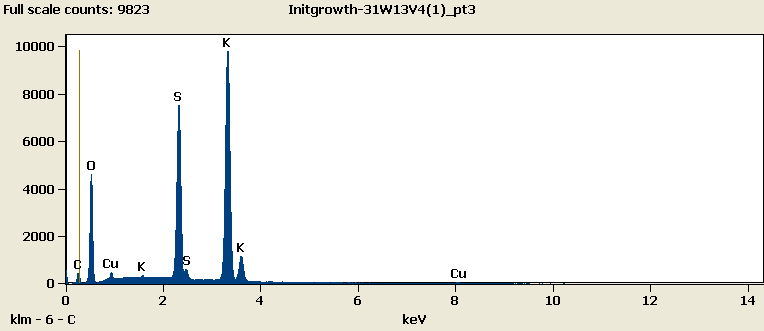 Full scale counts: 9823 Initgrowth-31W13V4(1)_pt3
10000
8000
6000
4000
2000
0
K
S
O
C Cu K S K Cu
0 2 4 6 8 10 12 14
klm - 6 - C keV